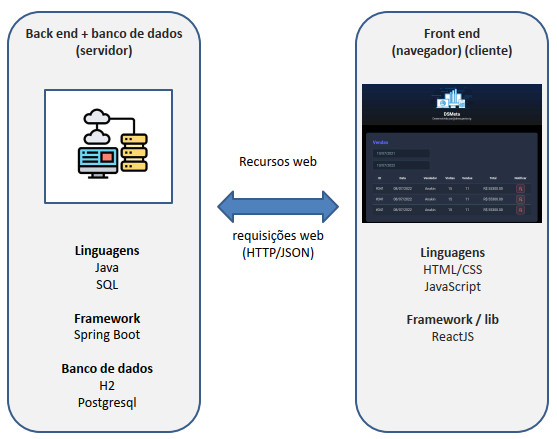 Back end + banco de dados
(servidor)
Linguagens
Java
SQL
Framework
Spring Boot
Banco de dados
H2
Postgresql
Recursos web
requisições web
(HTTP/JSON)
Front end
(navegador) (cliente)
DSMeta
Vendas
Linguagens
HTML/CSS
JavaScript
Framework / lib
ReactJS